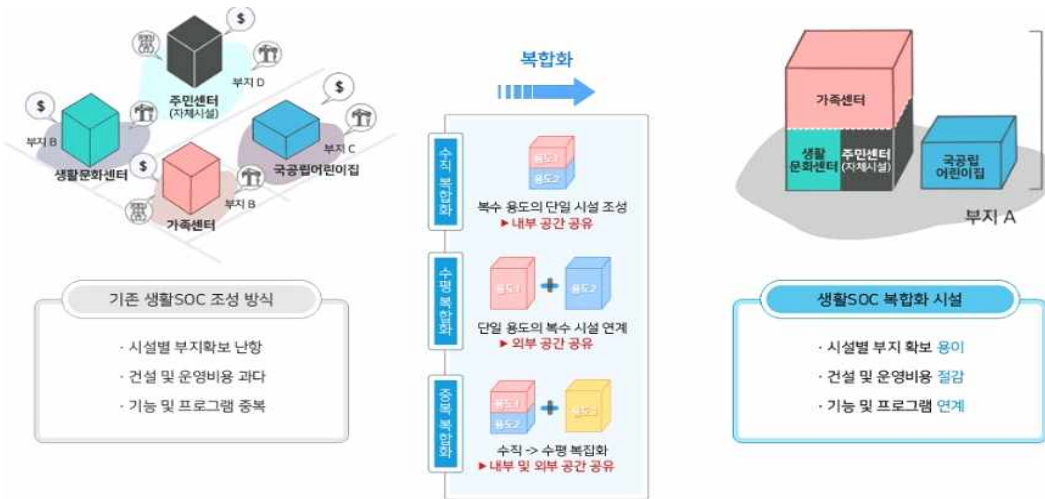 $
부지 D
주민센터
(자체시설)
$
부지 B
생활문화센터
$
부지 C
국공립어린이집
$
부지 B
가족센터
기존 생활SOC 조성 방식
· 시설별 부지확보 난항
· 건설 및 운영비용 과다
· 기능 및 프로그램 중복
복합화
수직 복합화
용도1
용도2
복수 용도의 단일 시설 조성
▶ 내부 공간 공유
수평 복합화
용도1
+
용도2
단일 용도의 복수 시설 연계
▶ 외부 공간 공유
중복 복합화
용도1
용도2
+
용도3
수직 -> 수평 복집화
▶ 내부 및 외부 공간 공유
가족센터
생활
문화센터
주민센터
(자체시설)
국공립
어린이집
부지 A
생활SOC 복합화 시설
· 시설별 부지 확보 용이
· 건설 및 운영비용 절감
· 기능 및 프로그램 연계